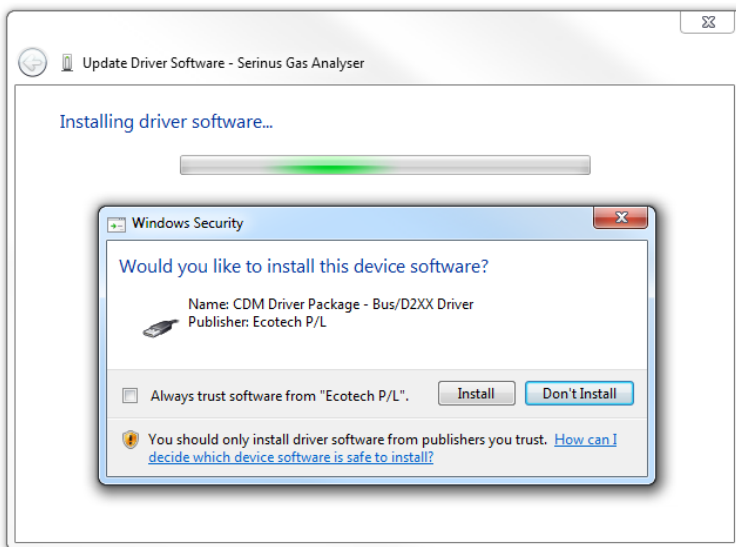 Update Driver Software - Serinus Gas Analyser
Installing driver software...
Windows Security
Would you like to install this device software?
Name: CDM Driver Package - Bus/D2XX Driver
Publisher: Ecotech P/L
Always trust software from "Ecotech P/L".
Install
Don't Install
You should only install driver software from publishers you trust. How can I
decide which device software is safe to install?